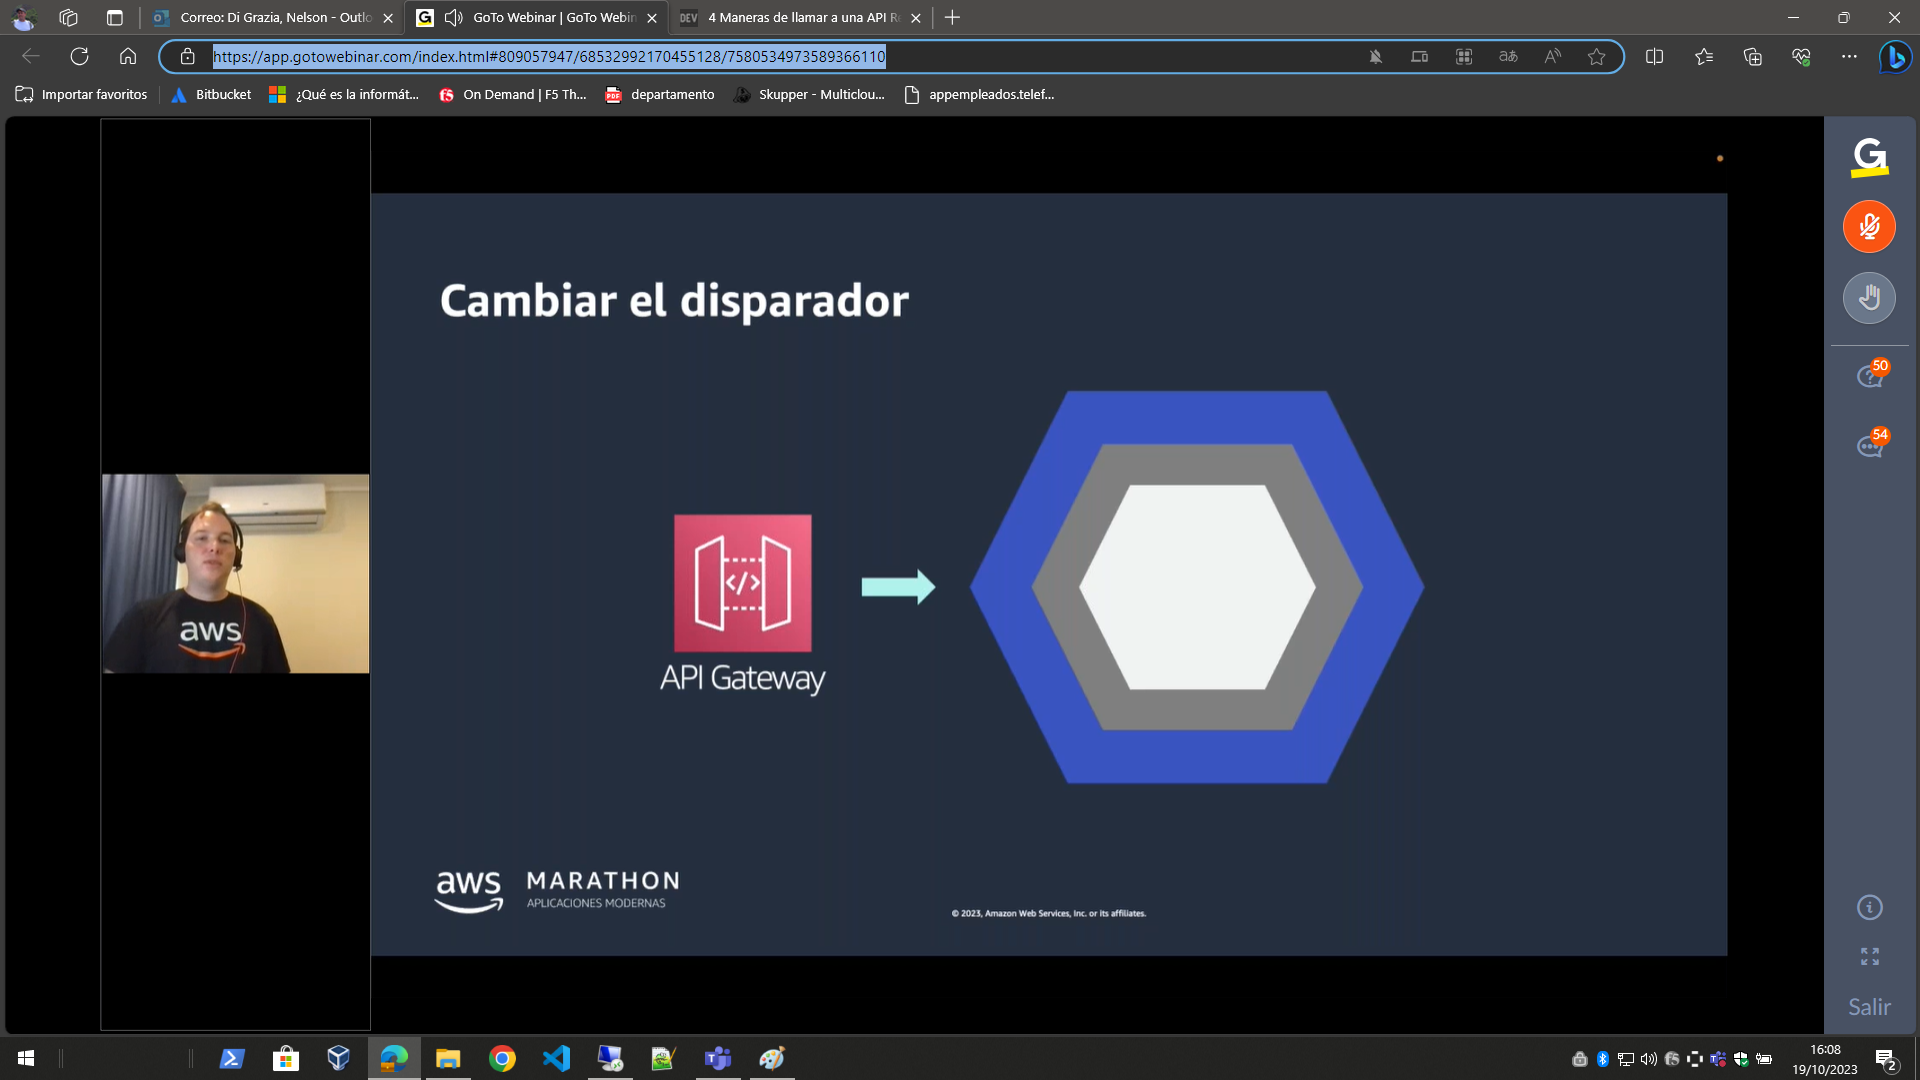 Correo: Di Grazia, Nelson - Outlo
GoTo Webinar | GoTo Webin
DEV
4 Maneras de llamar a una API Re
https://app.gotowebinar.com/index.html#809057947/68532992170455128/7580534973589366110
Importar favoritos
Bitbucket
¿Qué es la informát...
On Demand | F5 Th...
departamento
Skupper - Multiclou...
appempleados.telef...
G
50
54
Cambiar el disparador
</>
API Gateway
aws
aws MARATHON
APLICACIONES MODERNAS
© 2023, Amazon Web Services, Inc. or its affiliates.
Salir
16:08
19/10/2023
2